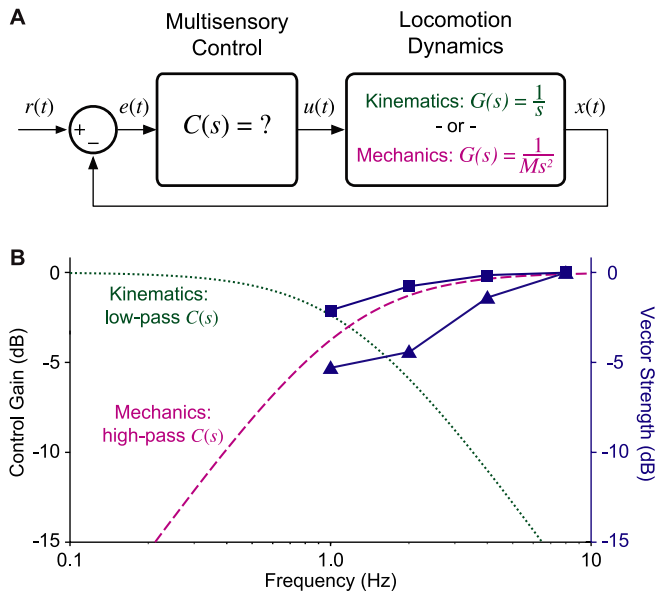 A
Multisensory
Control
Locomotion
Dynamics
r(t)
+
−
e(t)
C(s) = ?
u(t)
Kinematics: G(s) = 1/s
- or -
Mechanics: G(s) = 1/Ms²
x(t)
B
Control Gain (dB)
0
-5
-10
-15
Kinematics:
low-pass C(s)
Mechanics:
high-pass C(s)
0
-5
-10
-15
Vector Strength
(dB)
0.1
1.0
10
Frequency (Hz)